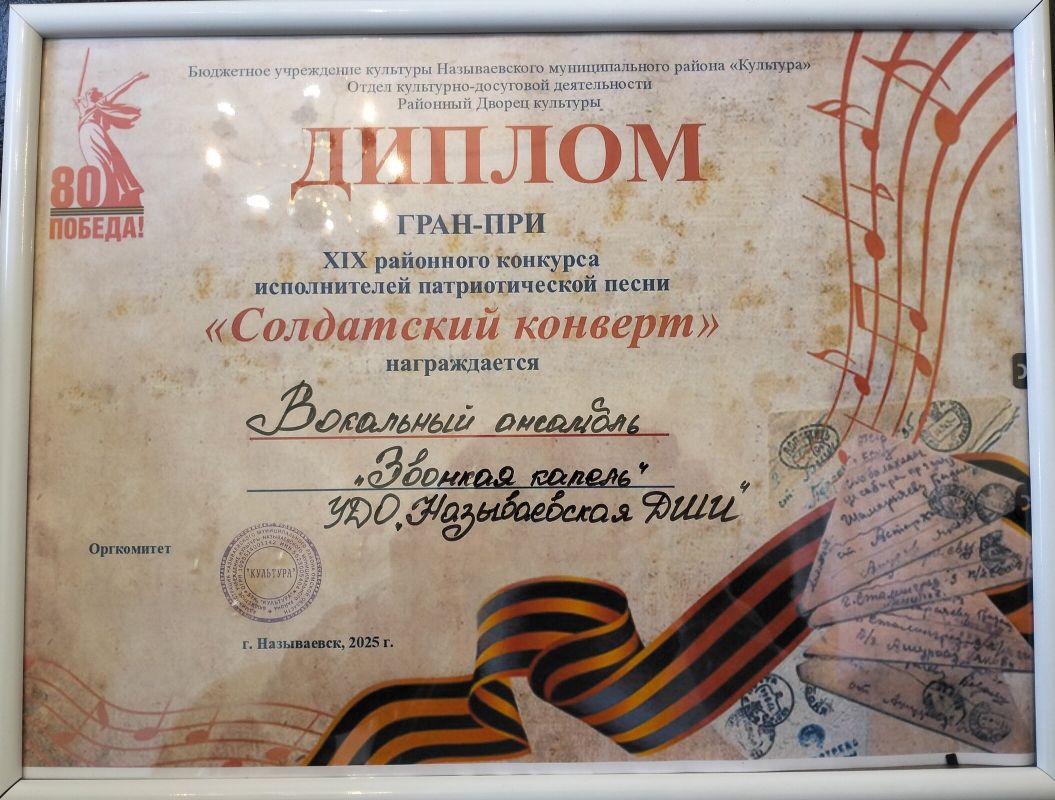 Бюджетное учреждение культуры Называевского муниципального района «Культура»
Отдел культурно-досуговой деятельности
Районный Дворец культуры
80
ПОБЕДА!
ДИПЛОМ
ГРАН-ПРИ
XIX районного конкурса
исполнителей патриотической песни
«Солдатский конверт»
награждается
Вокальный ансамбль
„Звонкая капель"
УДО „Называевская ДШИ"
Оргкомитет
"КУЛЬТУРА"
г. Называевск, 2025 г.